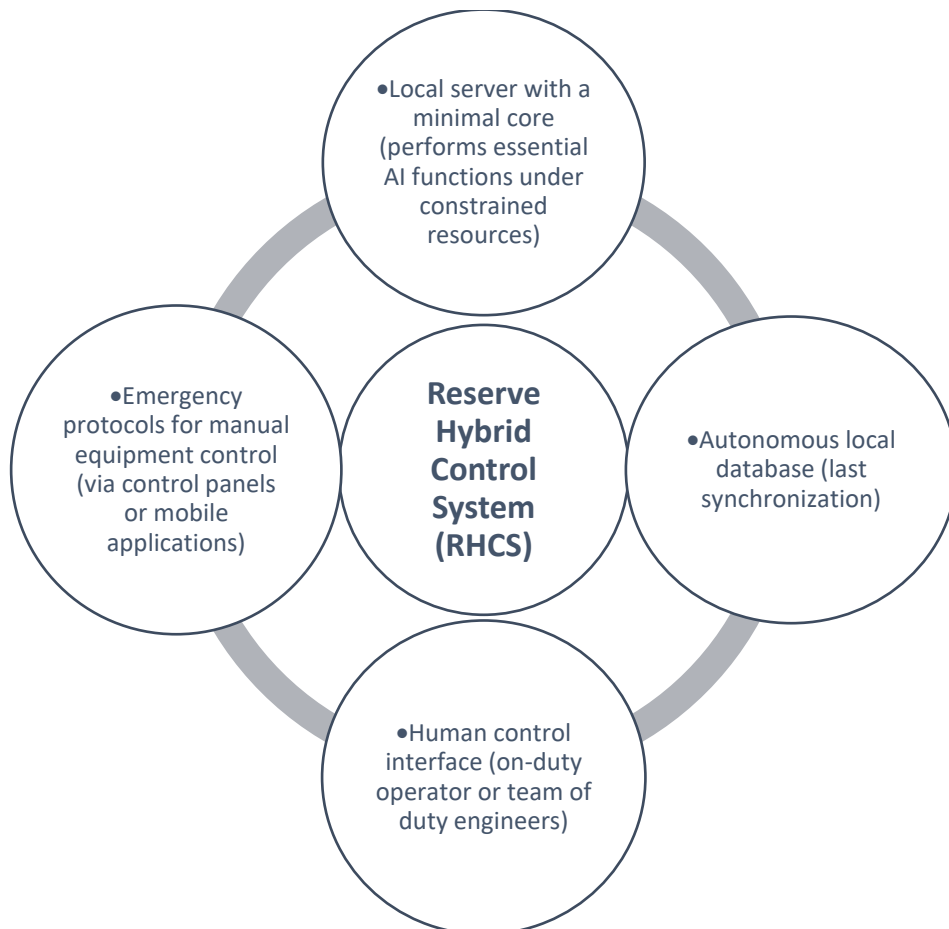 •Local server with a
minimal core
(performs essential
AI functions under
constrained
resources)
•Emergency
protocols for manual
equipment control
(via control panels
or mobile
applications)
Reserve
Hybrid
Control
System
(RHCS)
•Autonomous local
database (last
synchronization)
•Human control
interface (on-duty
operator or team of
duty engineers)